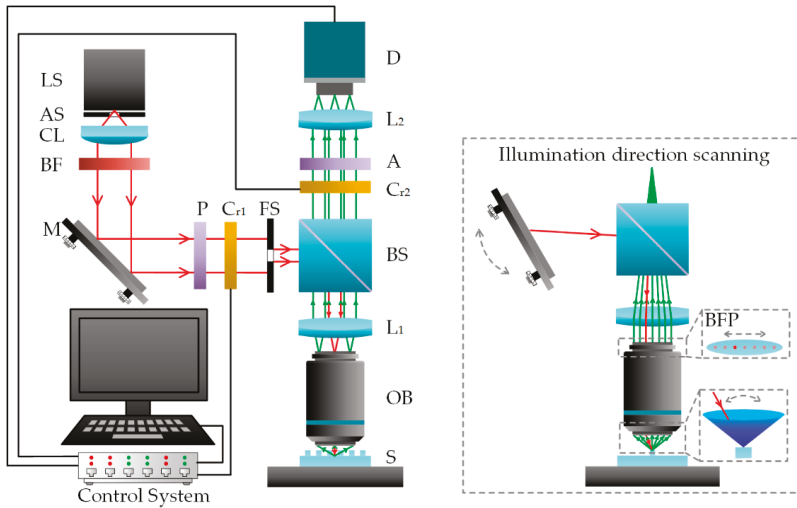 LS
AS
CL
BF
M
P
Cr1
FS
D
L2
A
Cr2
BS
L1
OB
S
Control System
Illumination direction scanning
BFP